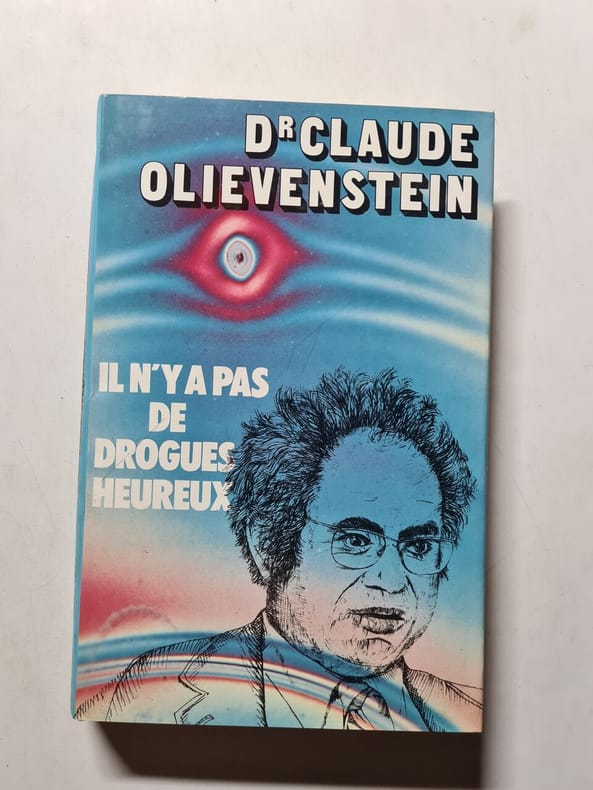 DR CLAUDE
OLIEVENSTEIN
IL N'Y A PAS
DE
DROGUES
HEUREUX